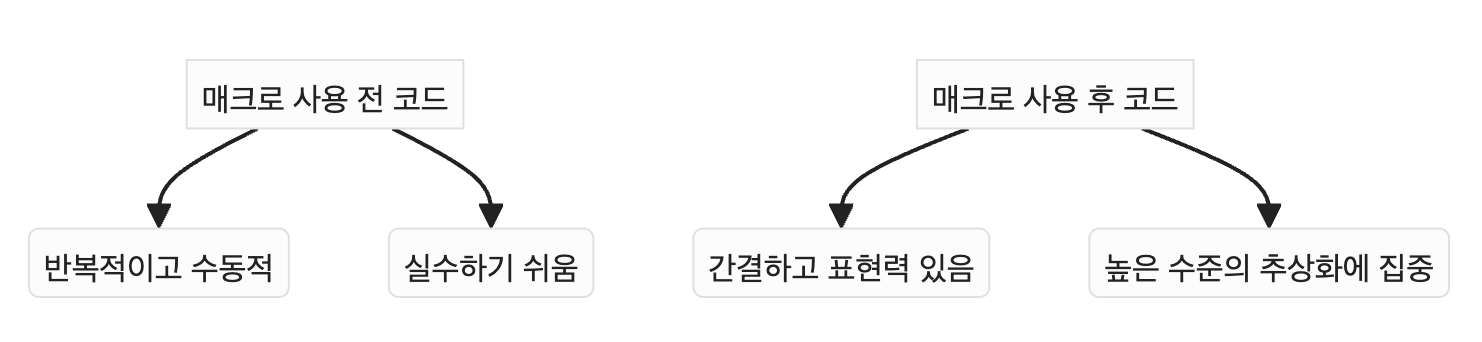 매크로 사용 전 코드
반복적이고 수동적
실수하기 쉬움
매크로 사용 후 코드
간결하고 표현력 있음
높은 수준의 추상화에 집중